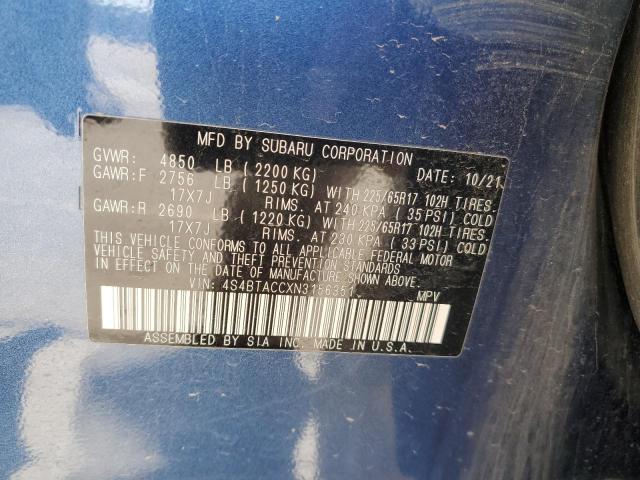 MFD BY SUBARU CORPORATION
GVWR: 4850 LB (2200 KG) DATE: 10/21
GAWR:F 2756 LB (1250 KG) WITH 225/65R17 102H TIRES.
17X7J RIMS. AT 240 KPA (35 PSI) COLD
GAWR:R 2690 LB (1220 KG) WITH 225/65R17 102H TIRES.
17X7J RIMS. AT 230 KPA (33 PSI) COLD
THIS VEHICLE CONFORMS TO ALL APPLICABLE FEDERAL MOTOR
VEHICLE SAFETY AND THEFT PREVENTION STANDARDS
IN EFFECT ON THE DATE OF MANUFACTURE SHOWN ABOVE.
VIN: MPV
ASSEMBLED BY SIA INC. MADE IN U.S.A.